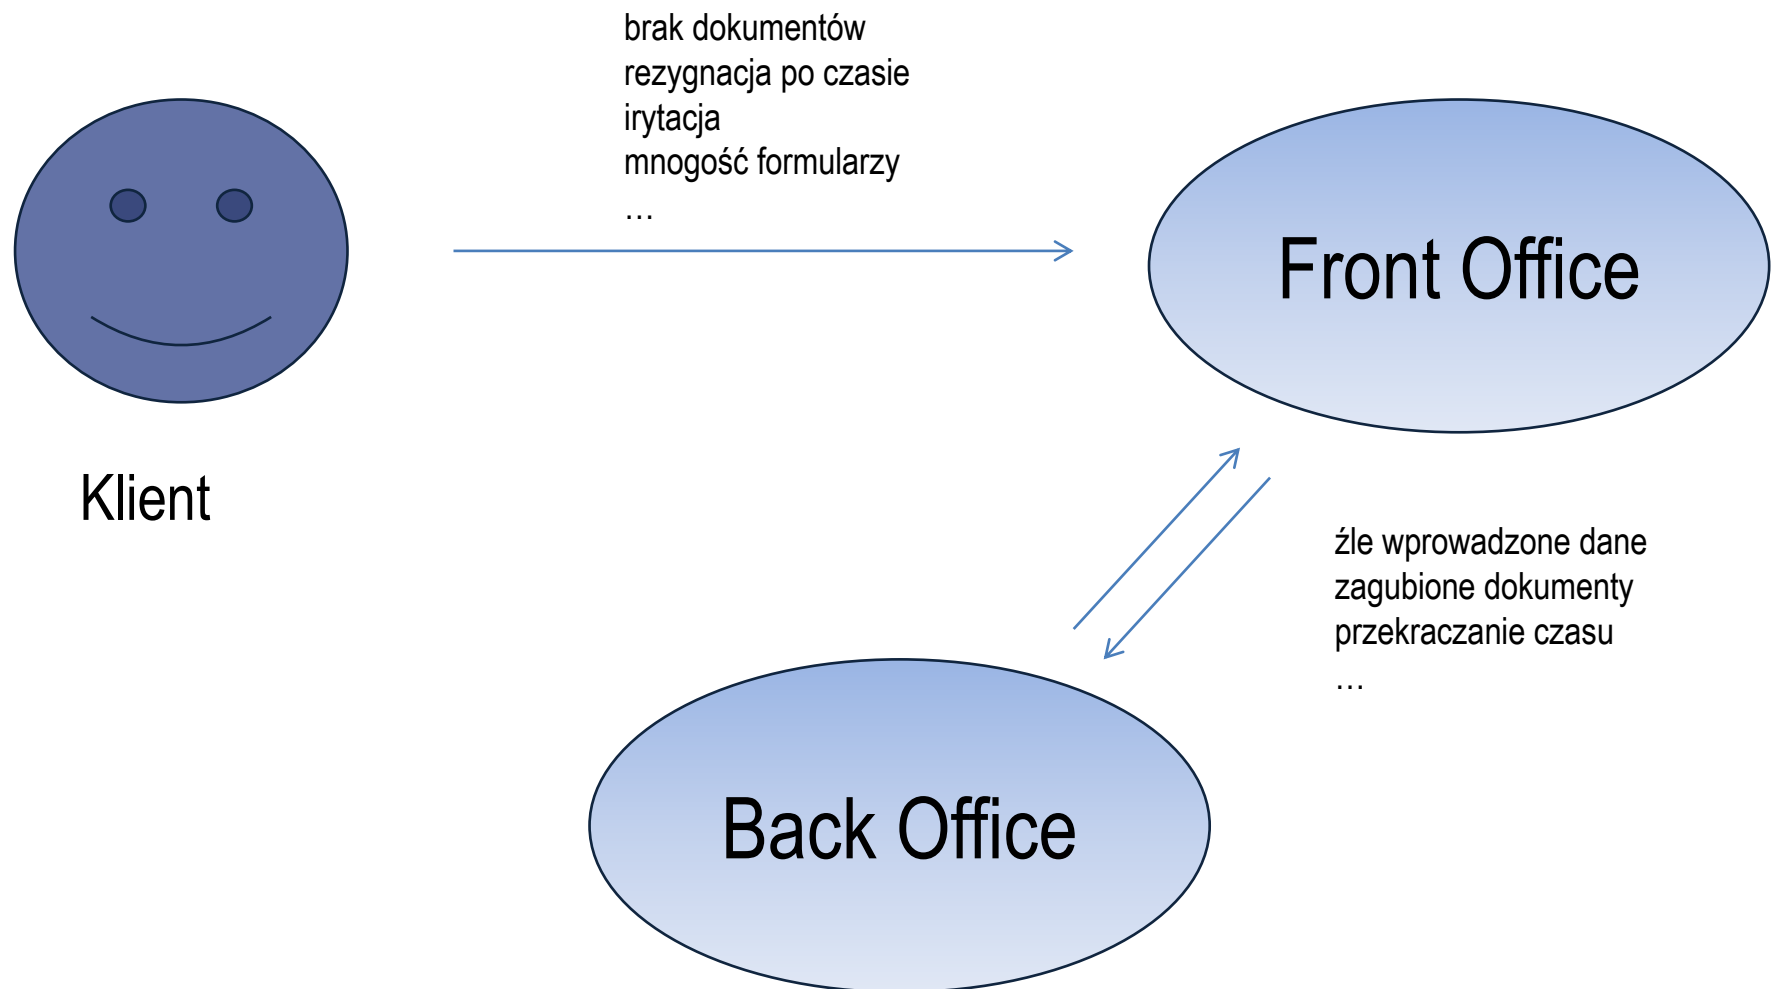 brak dokumentów
rezygnacja po czasie
irytacja
mnogość formularzy
…
Front Office
Klient
źle wprowadzone dane
zagubione dokumenty
przekraczanie czasu
…
Back Office